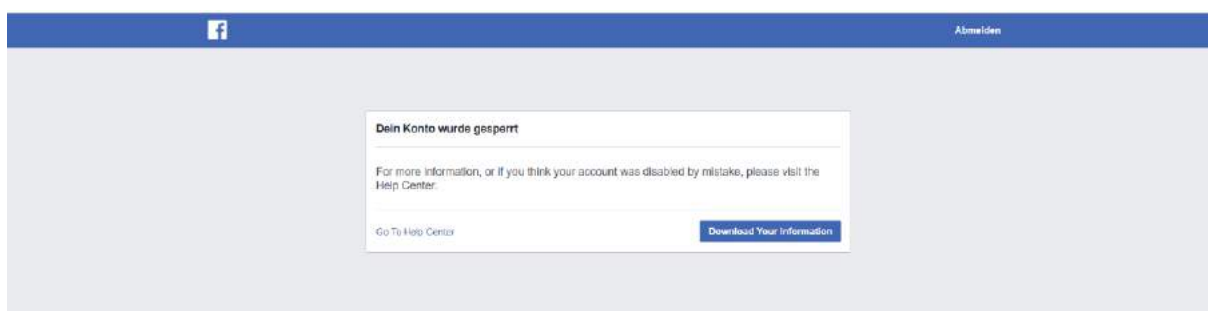 Abmelden
Dein Konto wurde gesperrt
For more information, or if you think your account was disabled by mistake, please visit the
Help Center.
Go To Help Center
Download Your Information